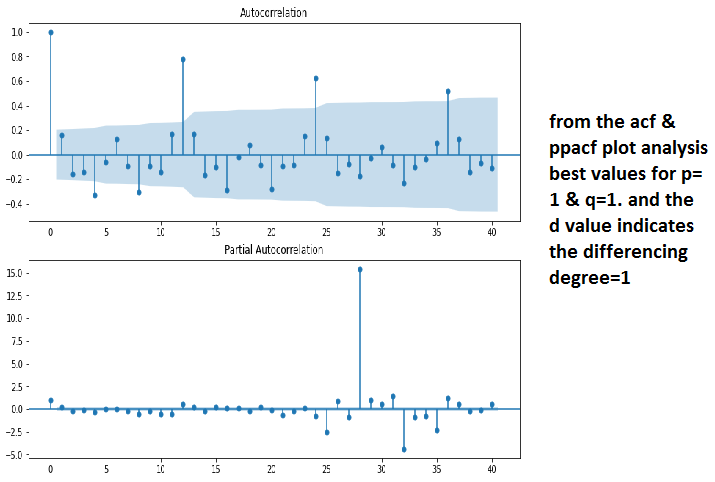 Autocorrelation
1.0
0.8
0.6
0.4
0.2
0.0
−0.2
−0.4
0 5 10 15 20 25 30 35 40
Partial Autocorrelation
15.0
12.5
10.0
7.5
5.0
2.5
0.0
−2.5
−5.0
0 5 10 15 20 25 30 35 40
from the acf &
ppacf plot analysis
best values for p=
1 & q=1. and the
d value indicates
the differencing
degree=1